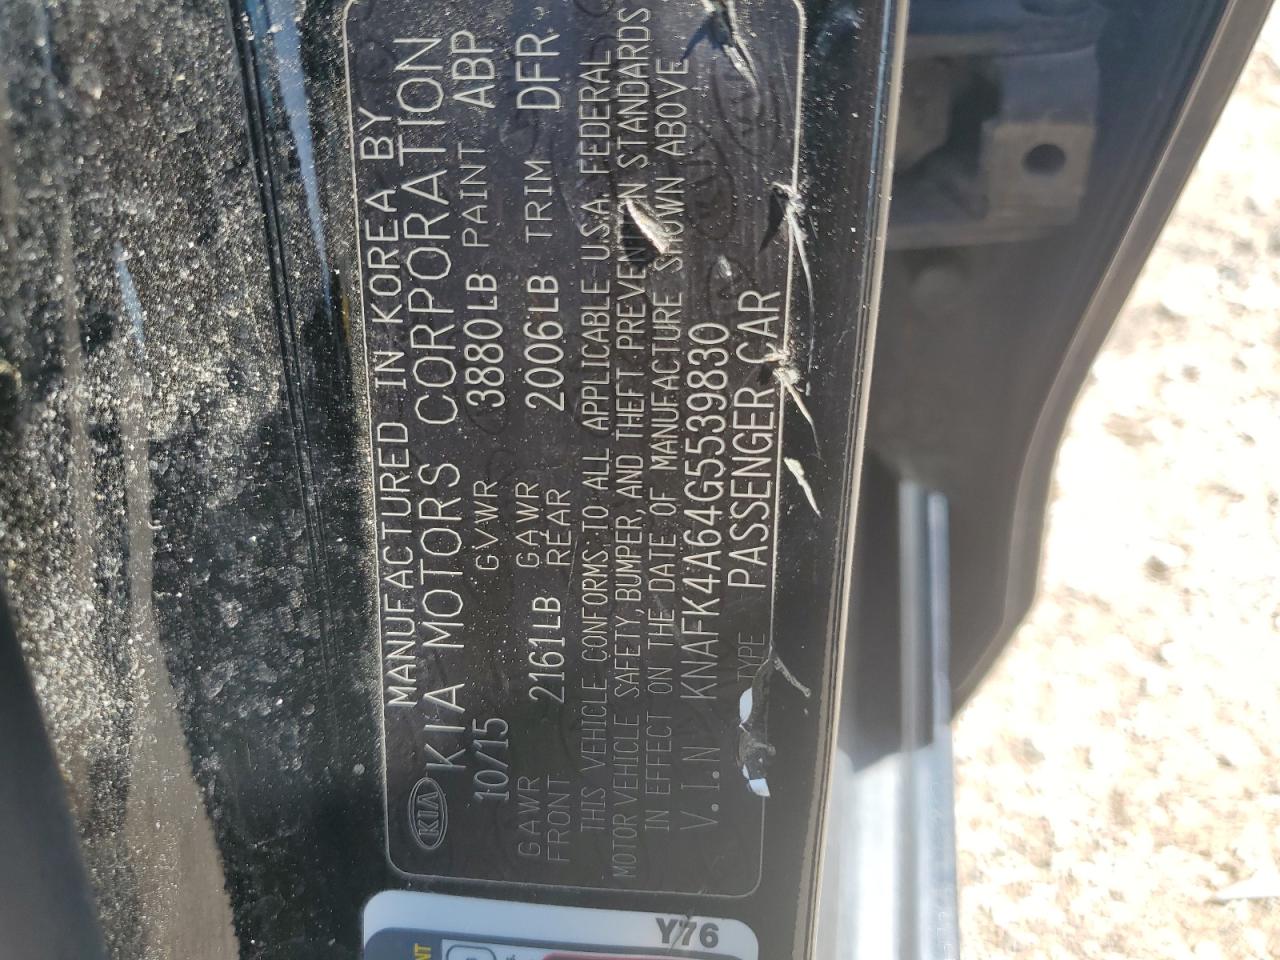 MANUFACTURED IN KOREA BY
KIA KIA MOTORS CORPORATION
10/15 GVWR 3880LB PAINT ABP
GAWR FRONT 2161LB GAWR REAR 2006LB TRIM DFR
THIS VEHICLE CONFORMS TO ALL APPLICABLE U.S.A. FEDERAL
MOTOR VEHICLE SAFETY, BUMPER, AND THEFT PREVENTION STANDARDS
IN EFFECT ON THE DATE OF MANUFACTURE SHOWN ABOVE
V.I.N KNAFK4A64G5539830
TYPE PASSENGER CAR
Y76